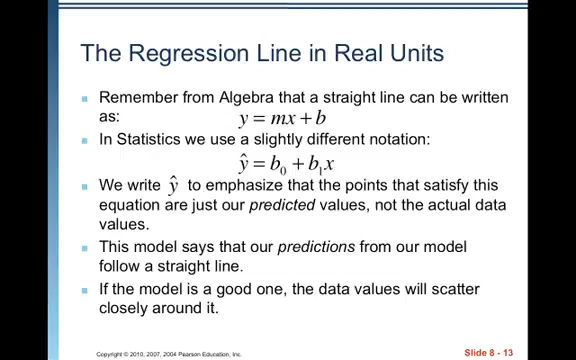 The Regression Line in Real Units
Remember from Algebra that a straight line can be written
as: y = mx + b
In Statistics we use a slightly different notation:
ŷ = b₀ + b₁x
We write ŷ to emphasize that the points that satisfy this
equation are just our predicted values, not the actual data
values.
This model says that our predictions from our model
follow a straight line.
If the model is a good one, the data values will scatter
closely around it.
Copyright © 2010, 2007, 2004 Pearson Education, Inc.
Slide 8 - 13